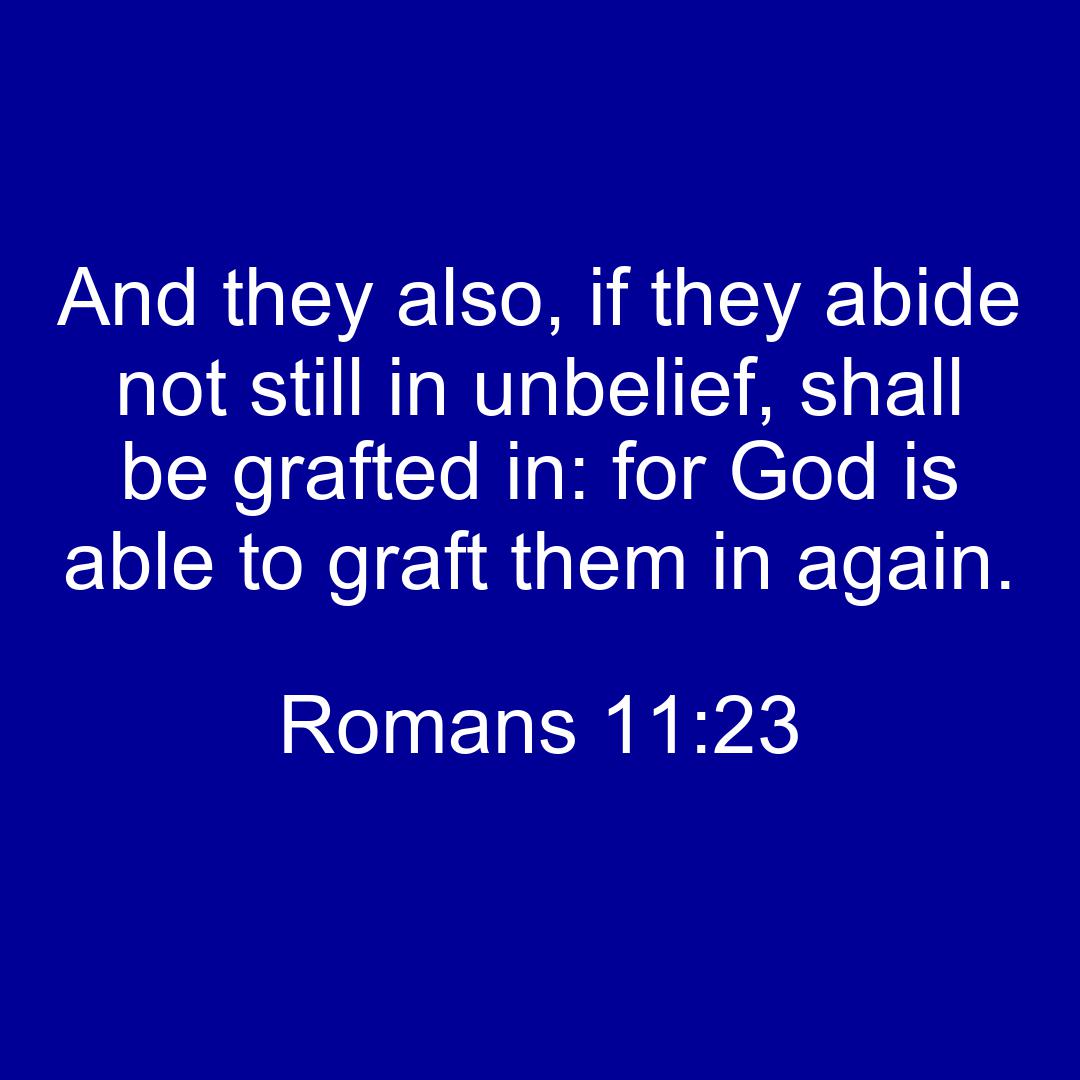 And they also, if they abide
not still in unbelief, shall
be grafted in: for God is
able to graft them in again.
Romans 11:23